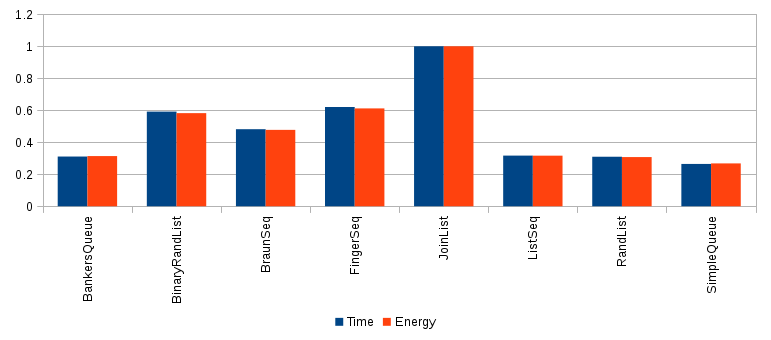 1.2
1
0.8
0.6
0.4
0.2
0
BankersQueue
BinaryRandList
BraunSeq
FingerSeq
JoinList
ListSeq
RandList
SimpleQueue
Time Energy